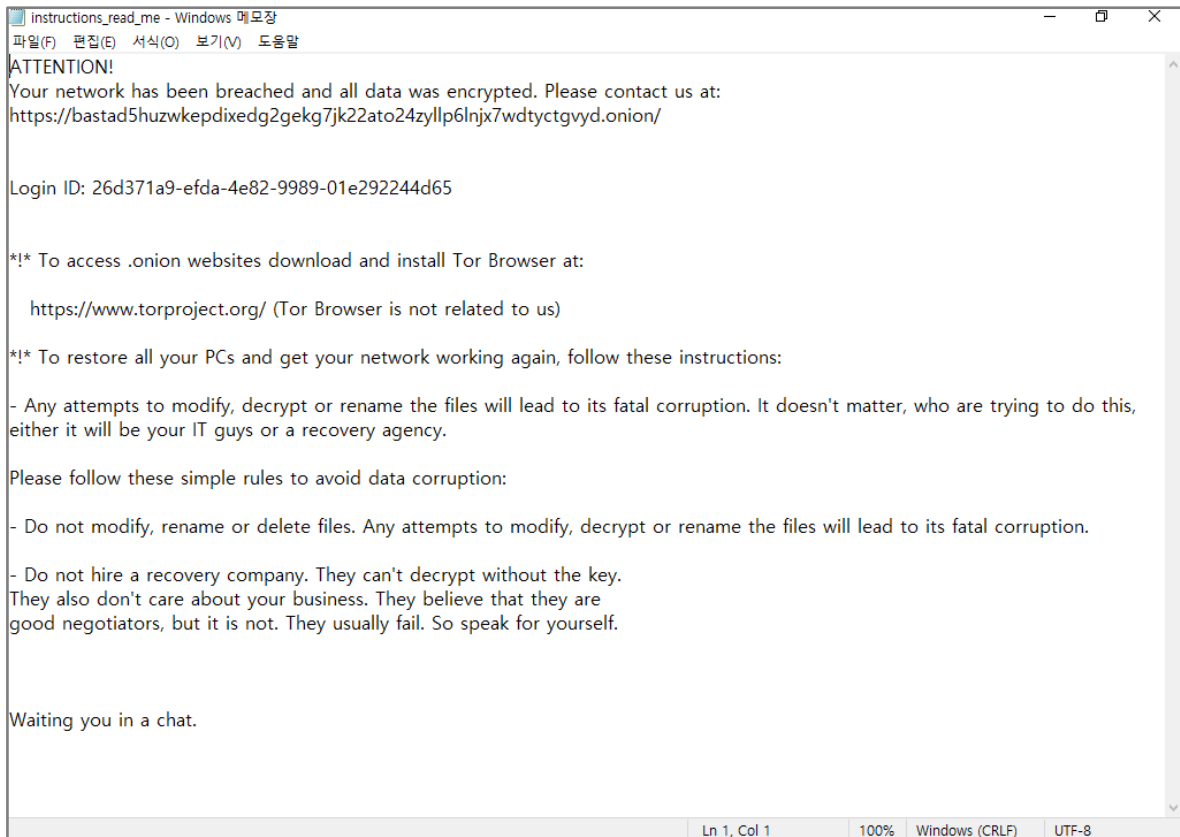 instructions_read_me - Windows 메모장
파일(F) 편집(E) 서식(O) 보기(V) 도움말
ATTENTION!
Your network has been breached and all data was encrypted. Please contact us at:
https://bastad5huzwkepdixedg2gekg7jk22ato24zyllp6lnjx7wdtyctgvyd.onion/
Login ID: 26d371a9-efda-4e82-9989-01e292244d65
*!* To access .onion websites download and install Tor Browser at:
https://www.torproject.org/ (Tor Browser is not related to us)
*!* To restore all your PCs and get your network working again, follow these instructions:
- Any attempts to modify, decrypt or rename the files will lead to its fatal corruption. It doesn't matter, who are trying to do this,
either it will be your IT guys or a recovery agency.
Please follow these simple rules to avoid data corruption:
- Do not modify, rename or delete files. Any attempts to modify, decrypt or rename the files will lead to its fatal corruption.
- Do not hire a recovery company. They can't decrypt without the key.
They also don't care about your business. They believe that they are
good negotiators, but it is not. They usually fail. So speak for yourself.
Waiting you in a chat.
Ln 1, Col 1 100% Windows (CRLF) UTF-8